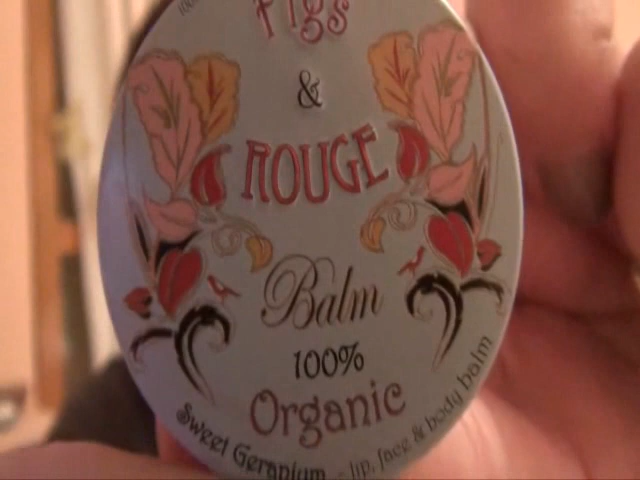 Figs
&
ROUGE
Balm
100%
Organic
Sweet Geranium - lip, face & body balm